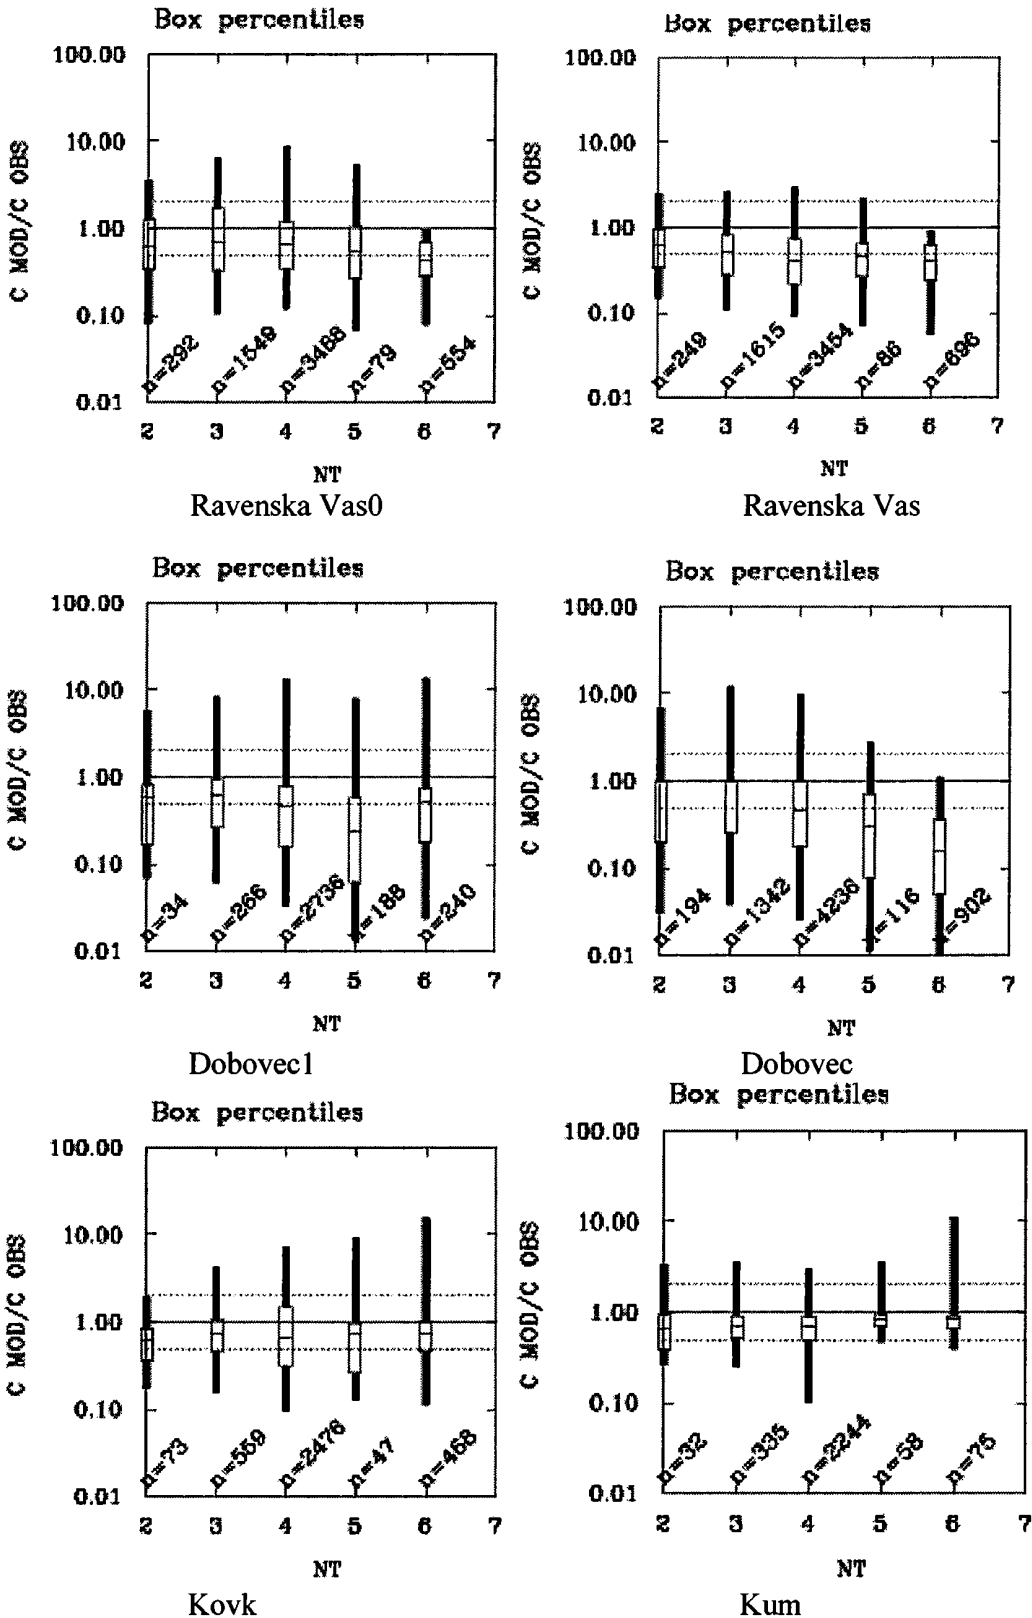 Box percentiles
100.00
10.00
1.00
0.10
0.01
C MOD/C OBS
n=292
n=1549
n=3468
n=79
n=554
2 3 4 5 6 7
NT
Ravenska Vas0
Box percentiles
100.00
10.00
1.00
0.10
0.01
C MOD/C OBS
n=249
n=1615
n=3454
n=86
n=696
2 3 4 5 6 7
NT
Ravenska Vas
Box percentiles
100.00
10.00
1.00
0.10
0.01
C MOD/C OBS
n=34
n=266
n=2736
n=188
n=240
2 3 4 5 6 7
NT
Dobovec1
Box percentiles
100.00
10.00
1.00
0.10
0.01
C MOD/C OBS
n=194
n=1342
n=4236
n=116
n=902
2 3 4 5 6 7
NT
Dobovec
Box percentiles
100.00
10.00
1.00
0.10
0.01
C MOD/C OBS
n=73
n=559
n=2476
n=47
n=468
2 3 4 5 6 7
NT
Kovk
Box percentiles
100.00
10.00
1.00
0.10
0.01
C MOD/C OBS
n=32
n=335
n=2244
n=58
n=75
2 3 4 5 6 7
NT
Kum